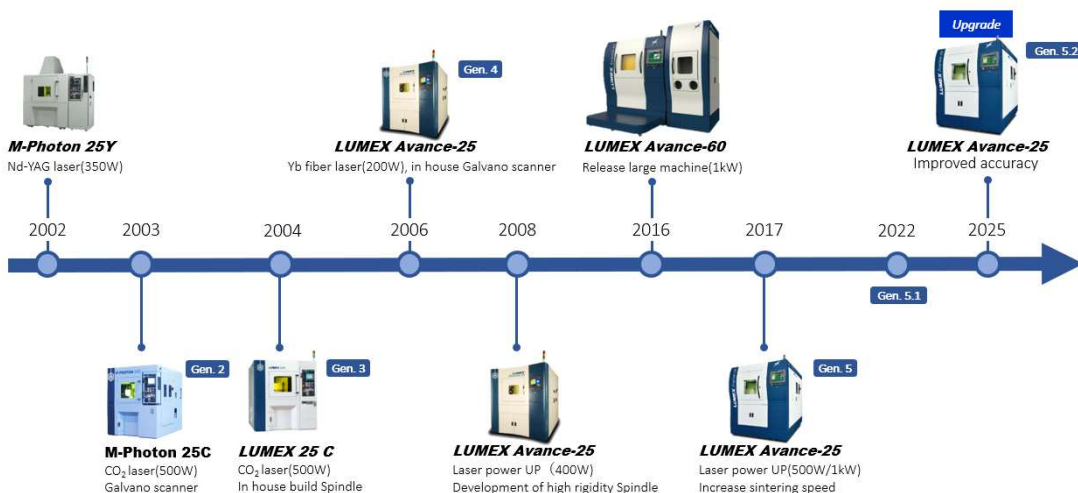 Upgrade
Gen. 4
Gen. 5.2
M-Photon 25Y
Nd-YAG laser(350W)
LUMEX Avance-25
Yb fiber laser(200W), in house Galvano scanner
LUMEX Avance-60
Release large machine(1kW)
LUMEX Avance-25
Improved accuracy
2002
2003
2004
2006
2008
2016
2017
2022
2025
Gen. 5.1
Gen. 2
M-Photon 25C
CO₂ laser(500W)
Galvano scanner
Gen. 3
LUMEX 25 C
CO₂ laser(500W)
In house build Spindle
LUMEX Avance-25
Laser power UP（400W）
Development of high rigidity Spindle
Gen. 5
LUMEX Avance-25
Laser power UP(500W/1kW)
Increase sintering speed